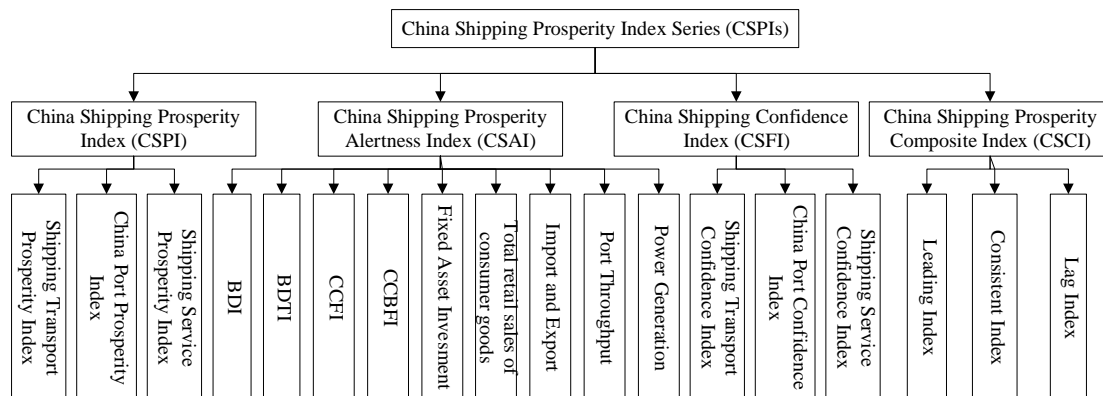 China Shipping Prosperity Index Series (CSPIs)
China Shipping Prosperity
Index (CSPI)
China Shipping Prosperity
Alertness Index (CSAI)
China Shipping Confidence
Index (CSFI)
China Shipping Prosperity
Composite Index (CSCI)
Shipping Transport
Prosperity Index
China Port Prosperity
Index
Shipping Service
Prosperity Index
BDI
BDTI
CCFI
CCBFI
Fixed Asset Invesment
Total retail sales of
consumer goods
Import and Export
Port Throughput
Power Generation
Shipping Transport
Confidence Index
China Port Confidence
Index
Shipping Service
Confidence Index
Leading Index
Consistent Index
Lag Index